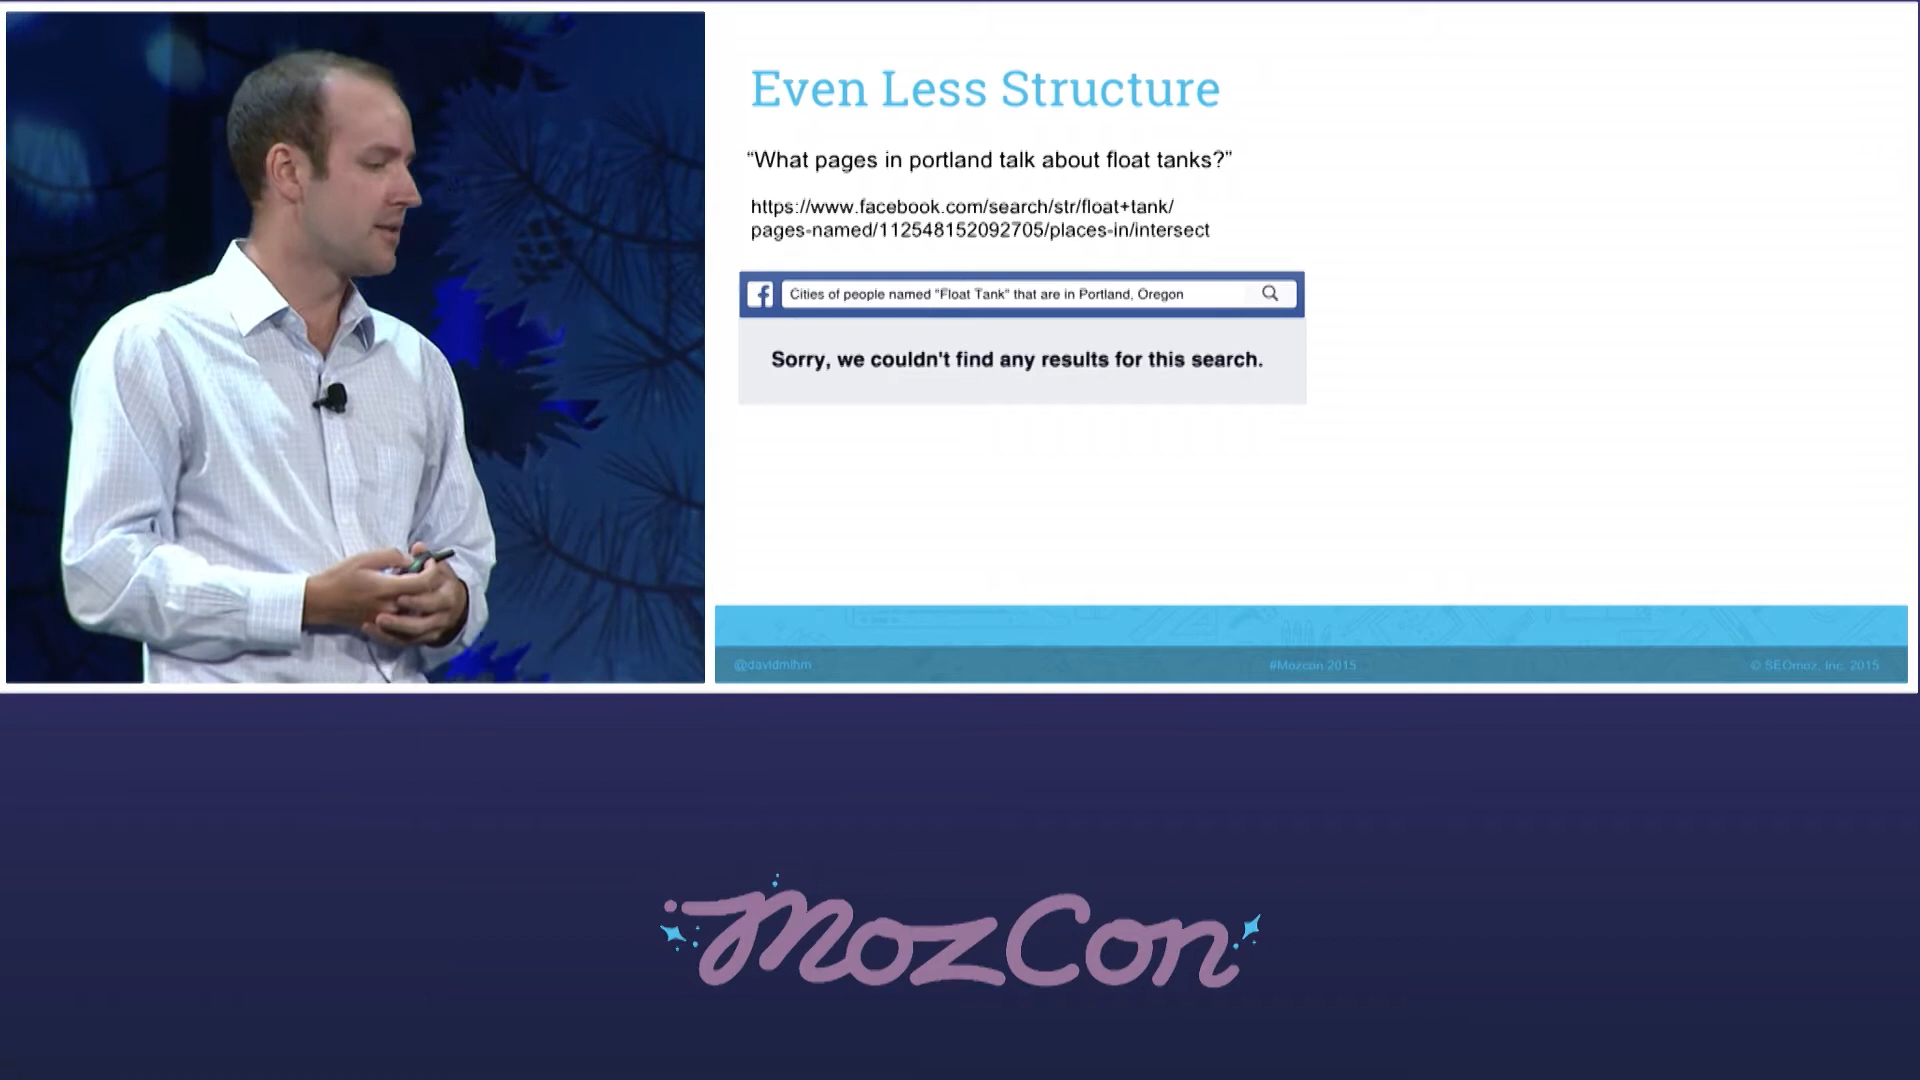 Even Less Structure
“What pages in portland talk about float tanks?”
https://www.facebook.com/search/str/float+tank/
pages-named/112548152092705/places-in/intersect
f
Cities of people named "Float Tank" that are in Portland, Oregon
Sorry, we couldn't find any results for this search.
@davidmihm
#Mozcon 2015
© SEOmoz, Inc. 2015
MozCon